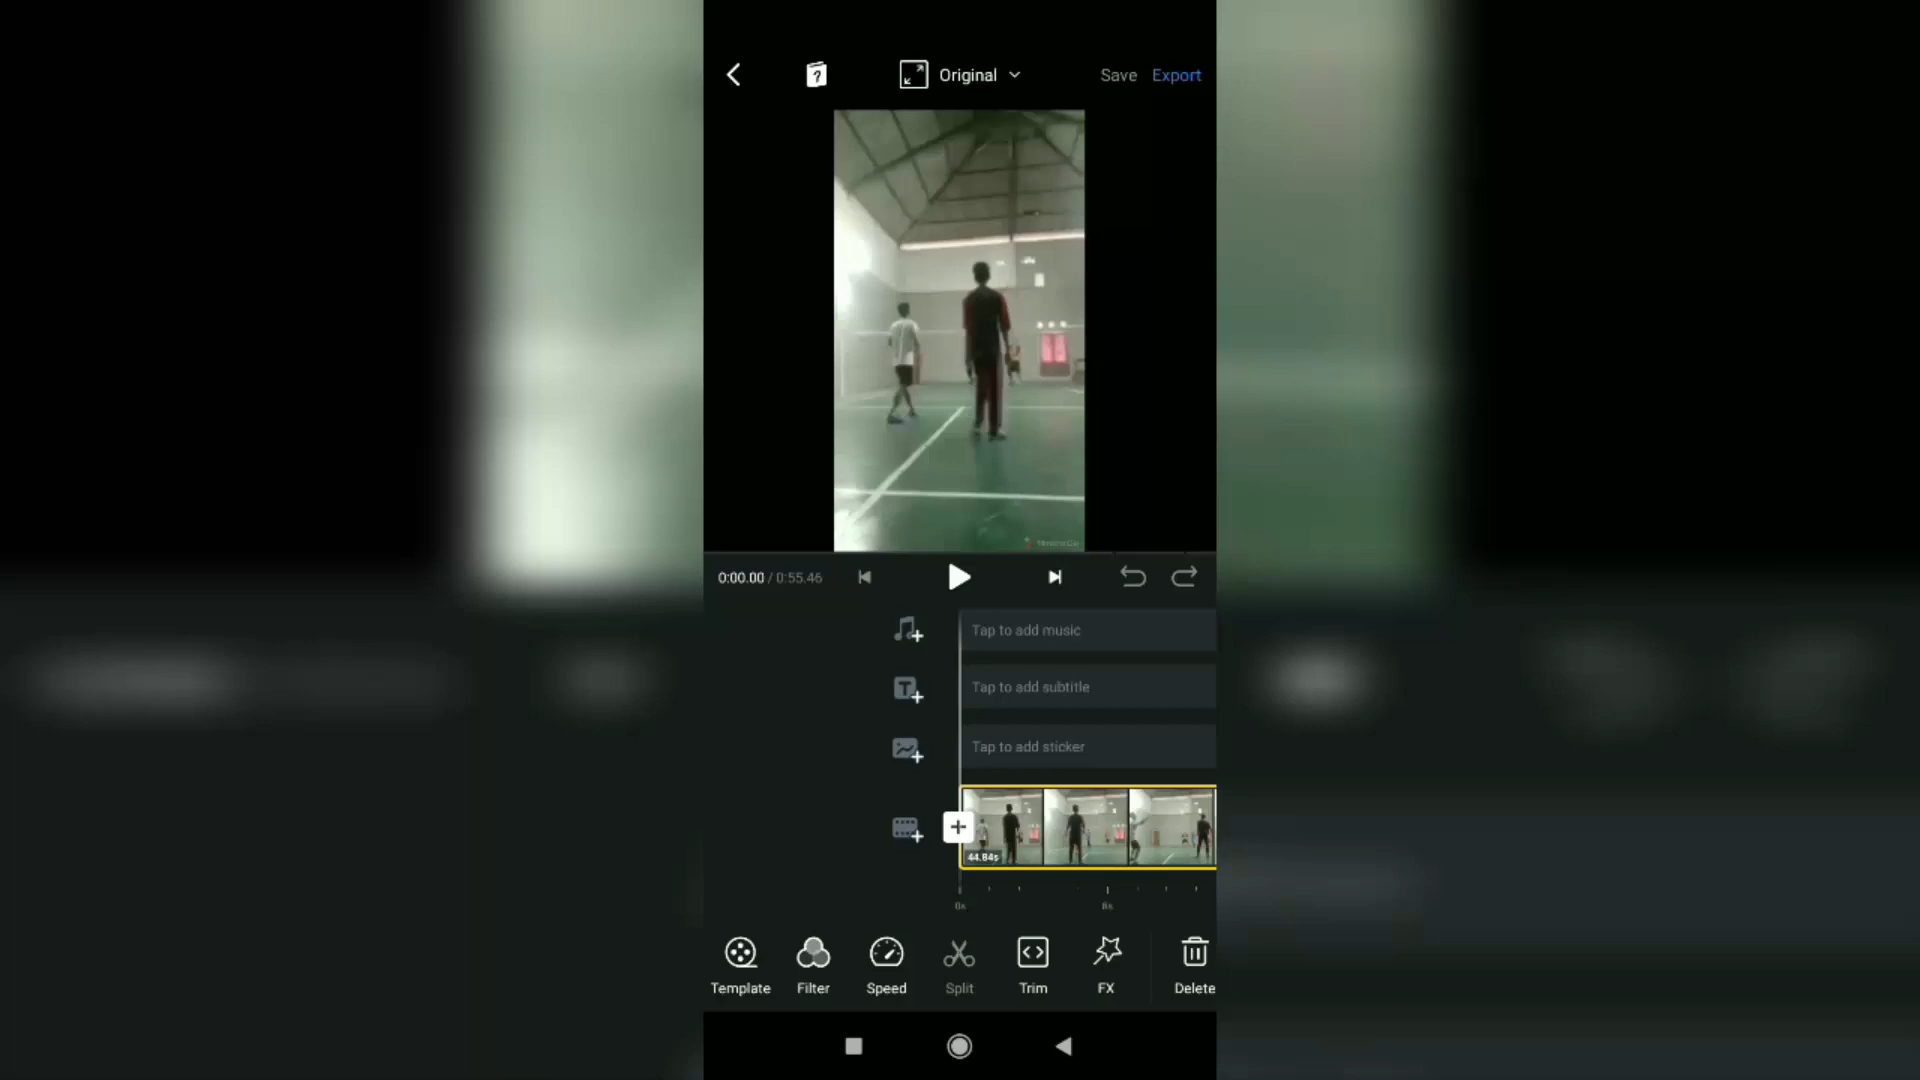 ?
Original
Save Export
0:00.00 / 0:55.46
Tap to add music
T
Tap to add subtitle
Tap to add sticker
44.84s
0s
Template Filter Speed Split Trim FX Delete